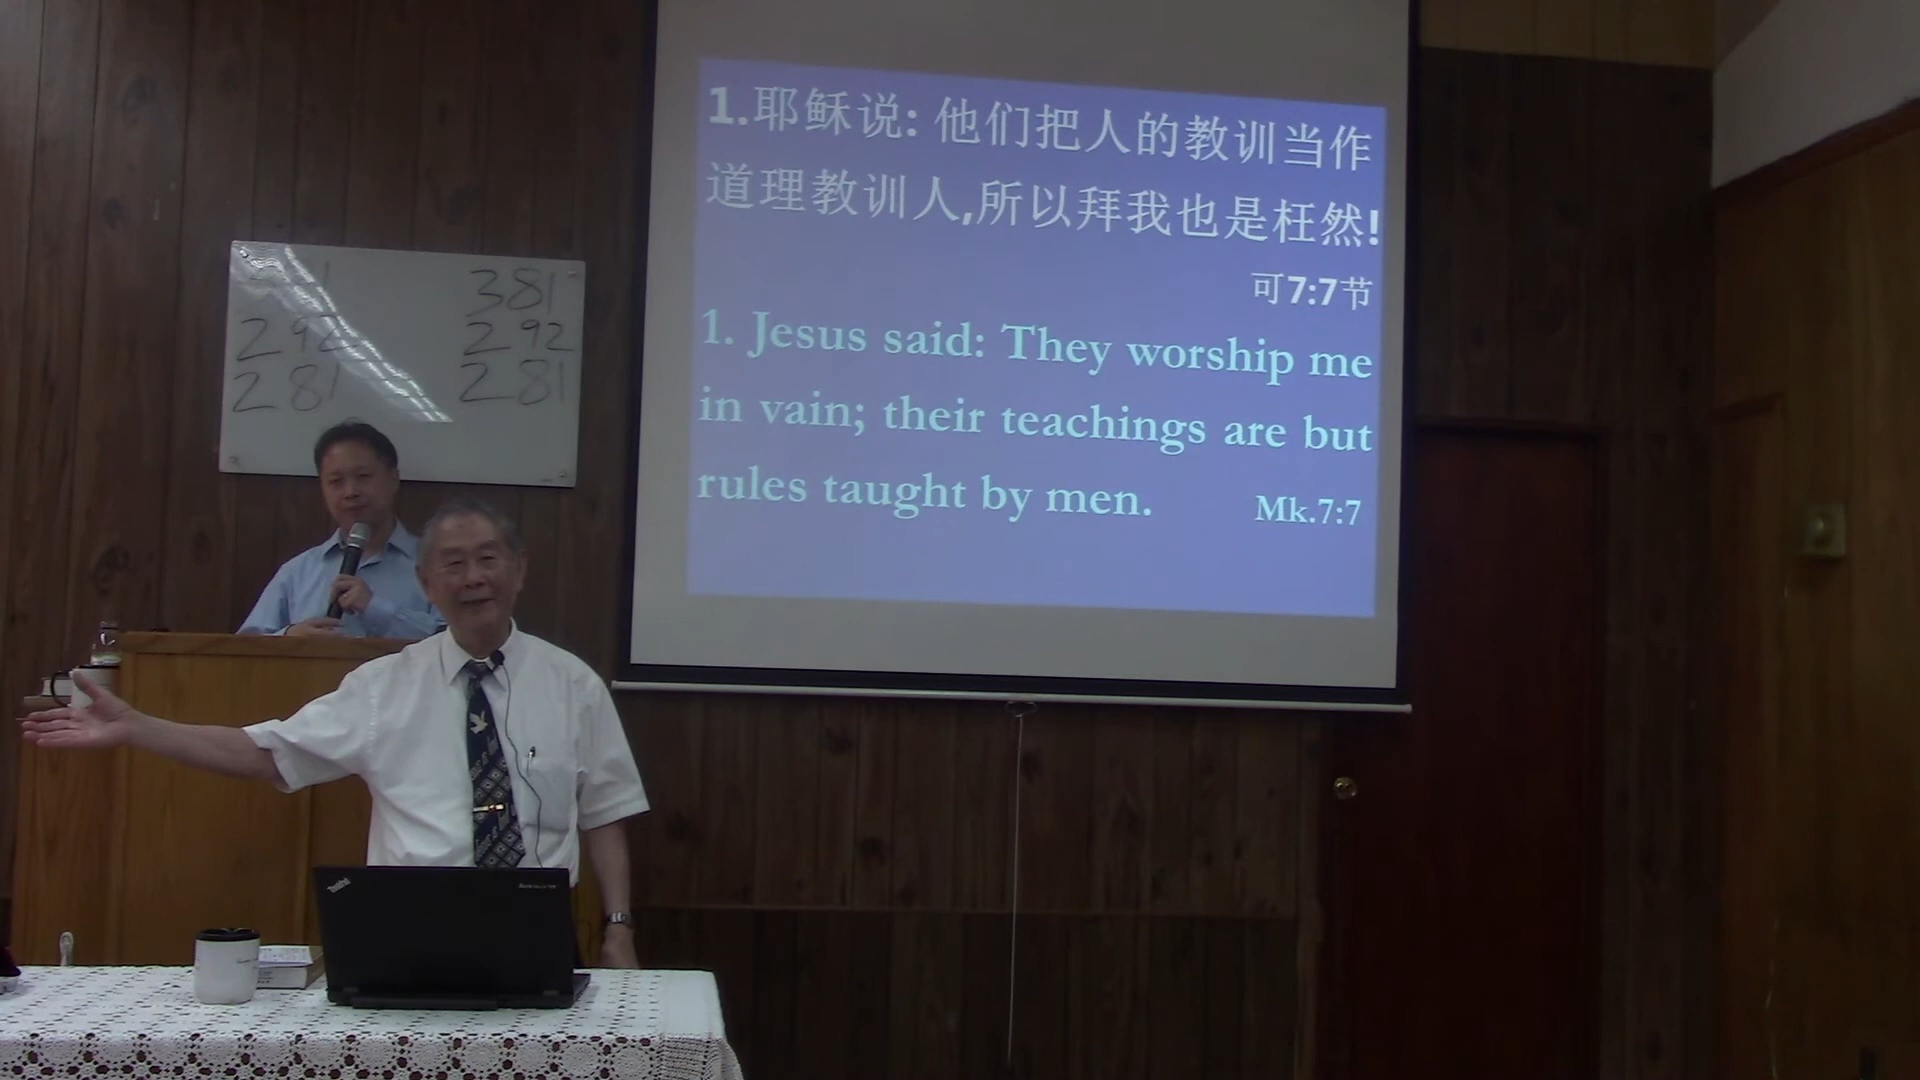 1.耶稣说: 他们把人的教训当作
道理教训人,所以拜我也是枉然!
可7:7节
1. Jesus said: They worship me
in vain; their teachings are but
rules taught by men.
Mk.7:7
381
292
292
281
281
ThinkPad